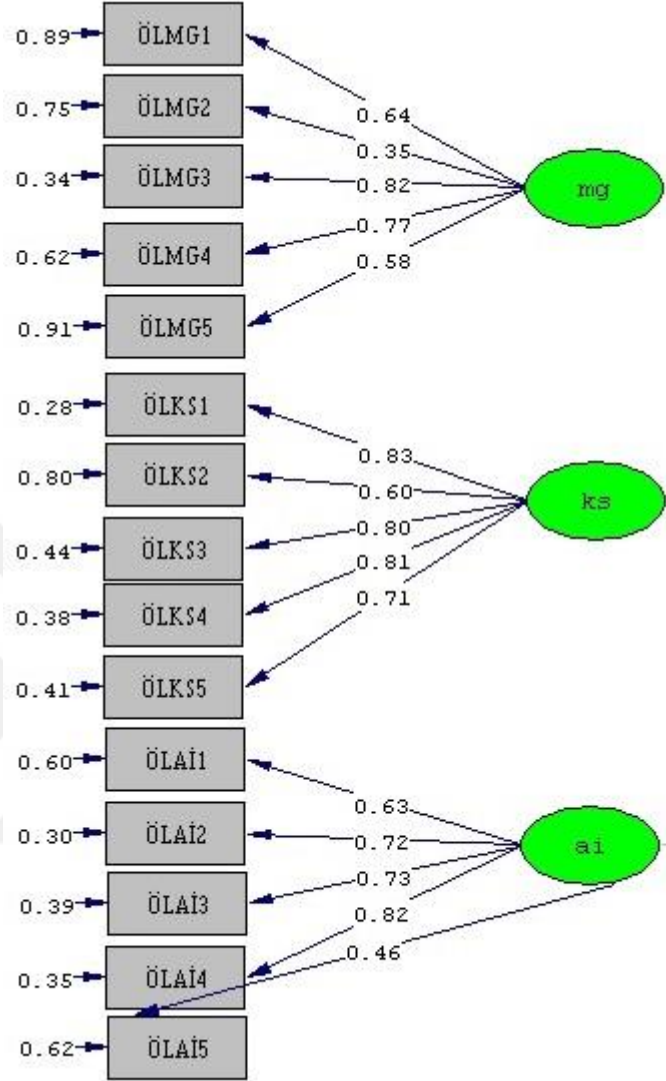 0.89 ÖLMG1
0.64
0.75 ÖLMG2
0.35
0.34 ÖLMG3
0.82
mg
0.77
0.62 ÖLMG4
0.58
0.91 ÖLMG5
0.28 ÖLKS1
0.83
0.80 ÖLKS2
0.60
ks
0.80
0.44 ÖLKS3
0.81
0.71
0.38 ÖLKS4
0.41 ÖLKS5
0.60 ÖLAİ1
0.63
0.30 ÖLAİ2
0.72
ai
0.73
0.39 ÖLAİ3
0.82
0.46
0.35 ÖLAİ4
0.62 ÖLAİ5